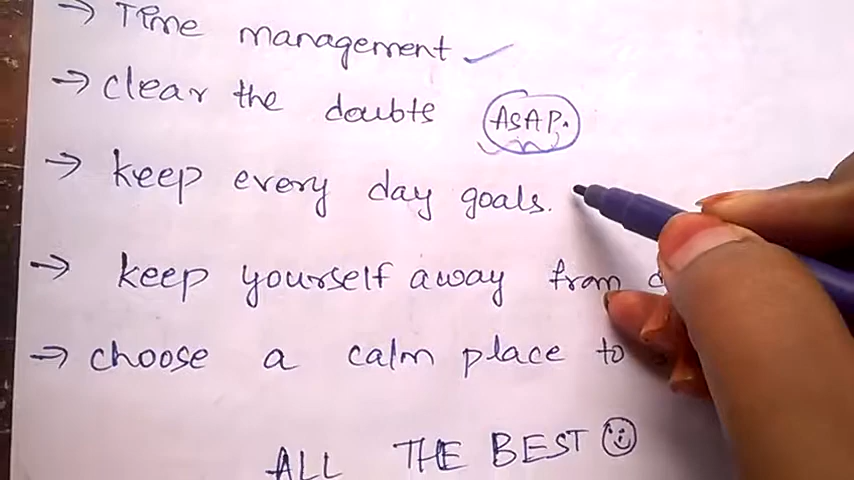 → Time management ✓
→ clear the doubts ASAP.
→ keep every day goals.
→ keep yourself away from
→ choose a calm place to
ALL THE BEST ☺